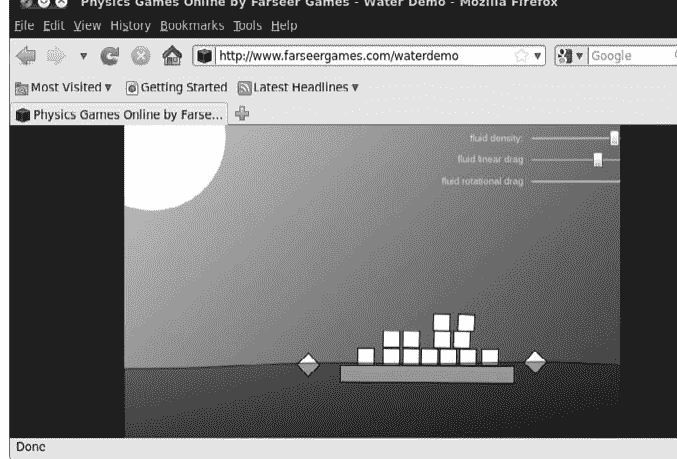 Physics Games Online by Farseer Games - Water Demo - Mozilla Firefox
File Edit View History Bookmarks Tools Help
http://www.farseergames.com/waterdemo
Google
Most Visited Getting Started Latest Headlines
Physics Games Online by Farse...
fluid density:
fluid linear drag
fluid rotational drag
Done